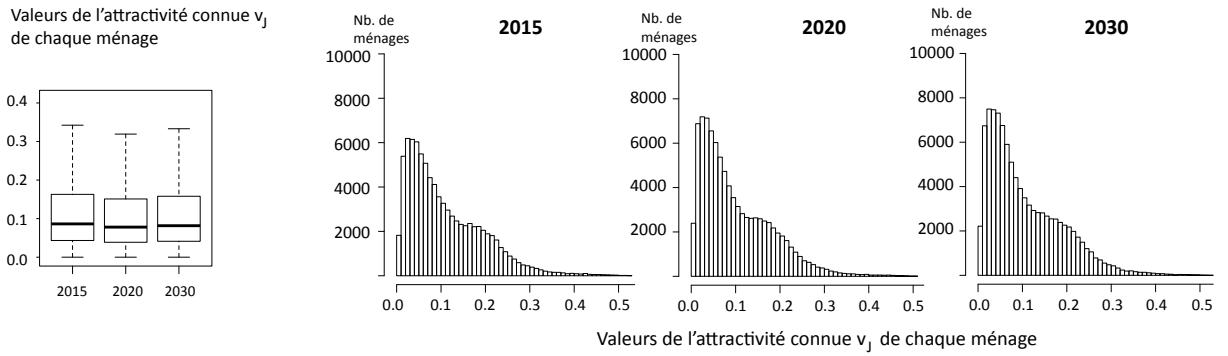 Valeurs de l'attractivité connue vJ
de chaque ménage
0.4
0.3
0.2
0.1
0.0
2015 2020 2030
Nb. de
ménages
2015
10000
8000
6000
4000
2000
0.0 0.1 0.2 0.3 0.4 0.5
Nb. de
ménages
2020
10000
8000
6000
4000
2000
0.0 0.1 0.2 0.3 0.4 0.5
Nb. de
ménages
2030
10000
8000
6000
4000
2000
0.0 0.1 0.2 0.3 0.4 0.5
Valeurs de l'attractivité connue vJ de chaque ménage